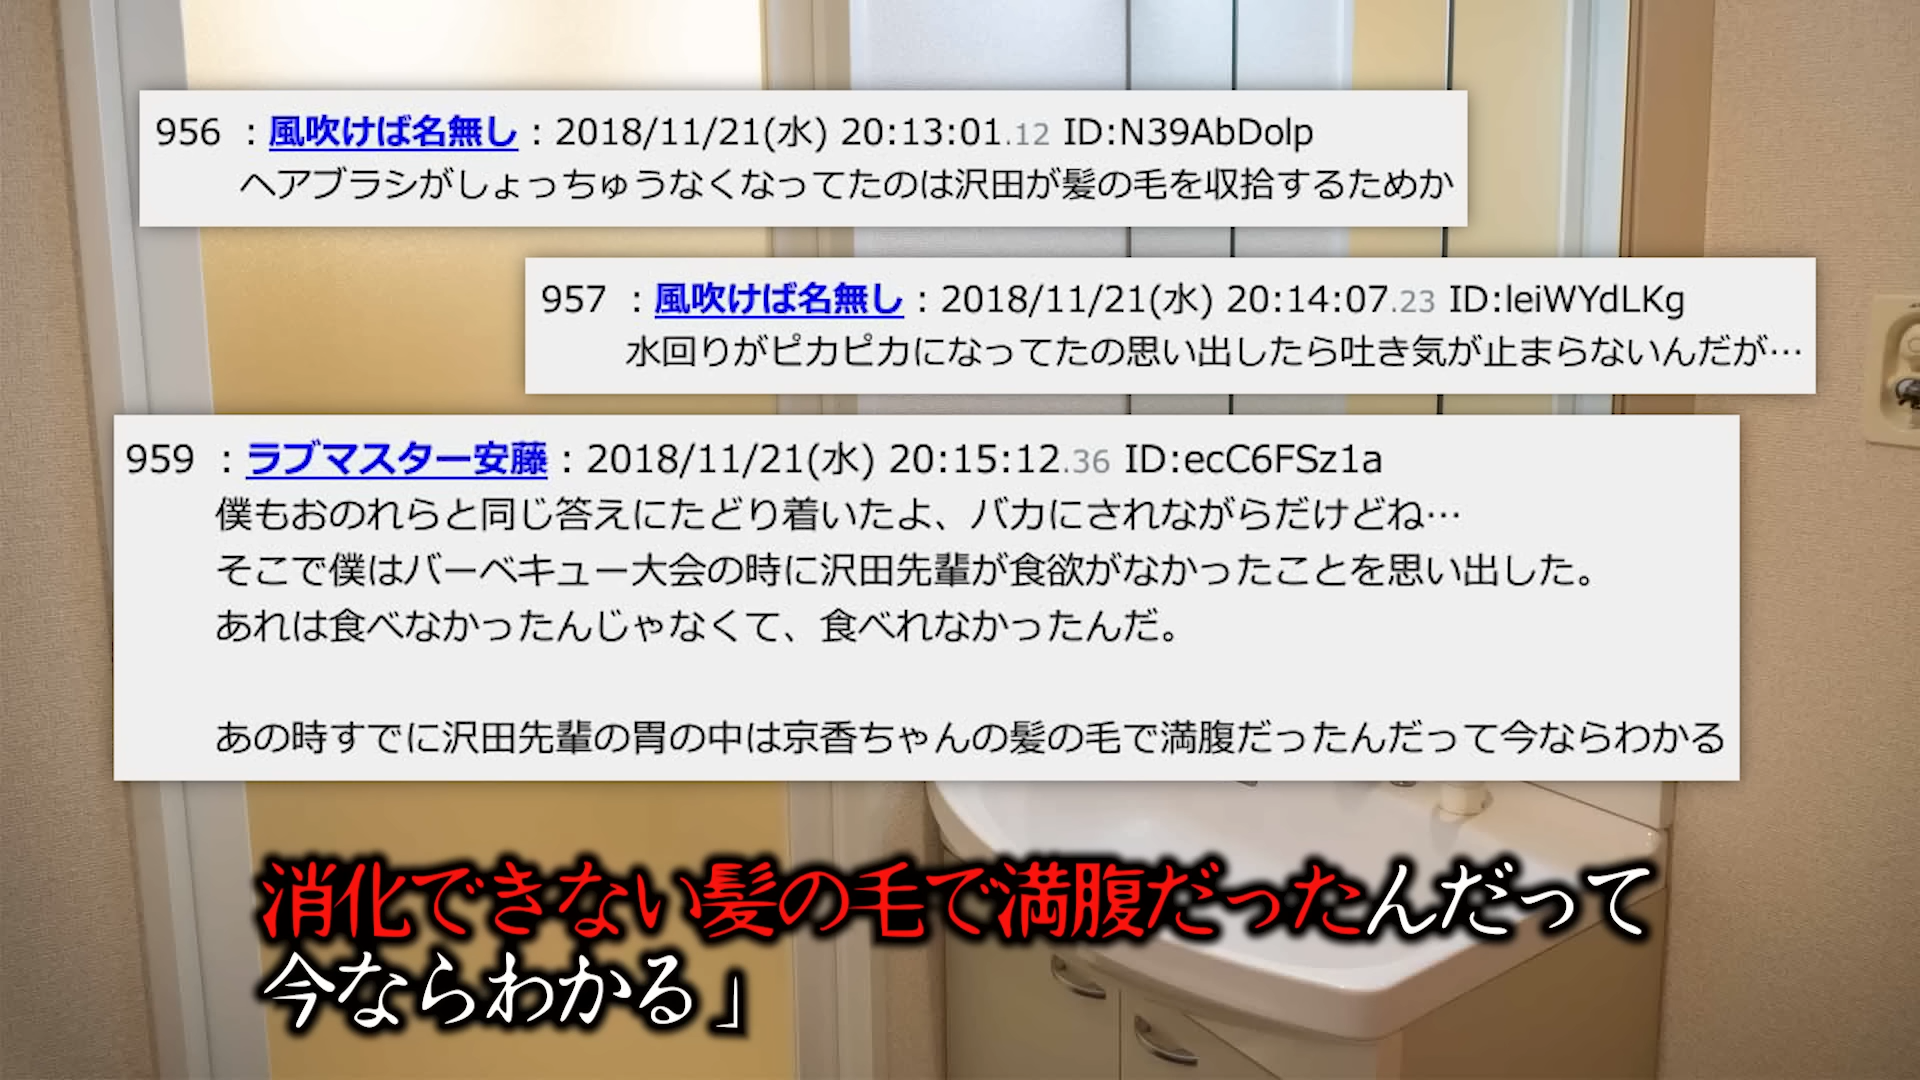 956 ：風吹けば名無し：2018/11/21(水) 20:13:01.12 ID:N39AbDolp
ヘアブラシがしょっちゅうなくなってたのは沢田が髪の毛を収拾するためか
957 ：風吹けば名無し：2018/11/21(水) 20:14:07.23 ID:leiWYdLKg
水回りがピカピカになってたの思い出したら吐き気が止まらないんだが…
959 ：ラブマスター安藤：2018/11/21(水) 20:15:12.36 ID:ecC6FSz1a
僕もおのれらと同じ答えにたどり着いたよ、バカにされながらだけどね…
そこで僕はバーベキュー大会の時に沢田先輩が食欲がなかったことを思い出した。
あれは食べなかったんじゃなくて、食べれなかったんだ。
あの時すでに沢田先輩の胃の中は京香ちゃんの髪の毛で満腹だったんだって今ならわかる
消化できない髪の毛で満腹だったんだって
今ならわかる」